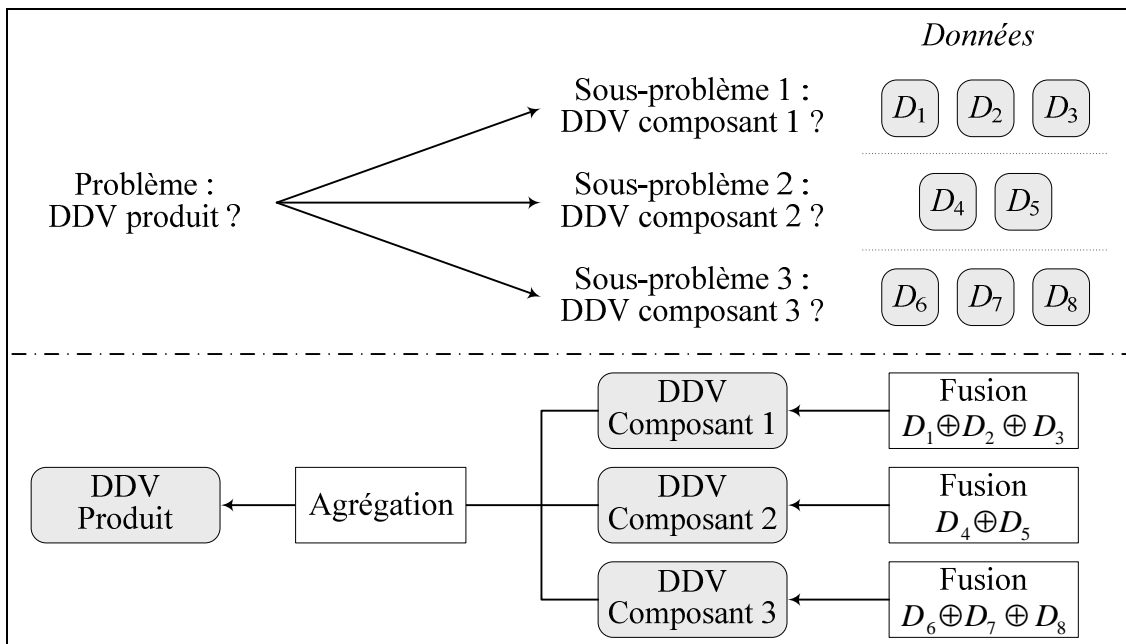 Données
Sous-problème 1 :
DDV composant 1 ?
D₁ D₂ D₃
Problème :
DDV produit ?
Sous-problème 2 :
DDV composant 2 ?
D₄ D₅
Sous-problème 3 :
DDV composant 3 ?
D₆ D₇ D₈
DDV
Composant 1
Fusion
D₁⊕D₂ ⊕ D₃
DDV
Produit
Agrégation
DDV
Composant 2
Fusion
D₄⊕D₅
DDV
Composant 3
Fusion
D₆⊕D₇ ⊕ D₈